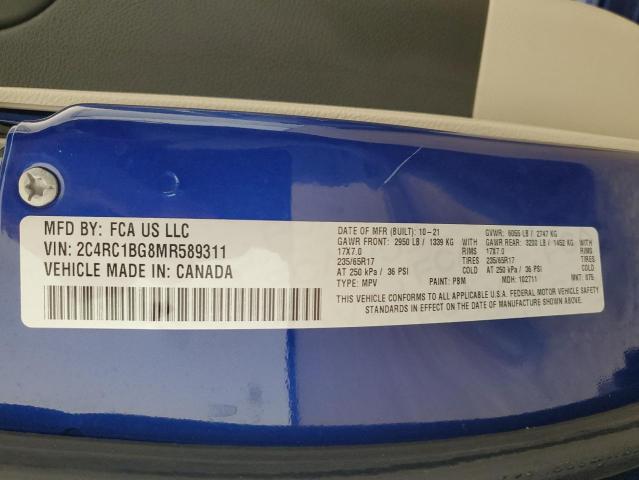 MFD BY: FCA US LLC
VIN: 2C4RC1BG8MR589311
VEHICLE MADE IN: CANADA
DATE OF MFR (BUILT): 10-21 GVWR: 6055 LB / 2747 KG
GAWR FRONT: 2950 LB / 1339 KG WITH GAWR REAR: 3200 LB / 1452 KG WITH
17X7.0 RIMS 17X7.0 RIMS
235/65R17 235/65R17
AT 250 kPa / 36 PSI AT 250 kPa / 36 PSI
TYPE: MPV PAINT: PBM MDH: 102711 MNT: 075
THIS VEHICLE CONFORMS TO ALL APPLICABLE U.S.A. FEDERAL MOTOR VEHICLE SAFETY
STANDARDS IN EFFECT ON THE DATE OF MANUFACTURE SHOWN ABOVE.